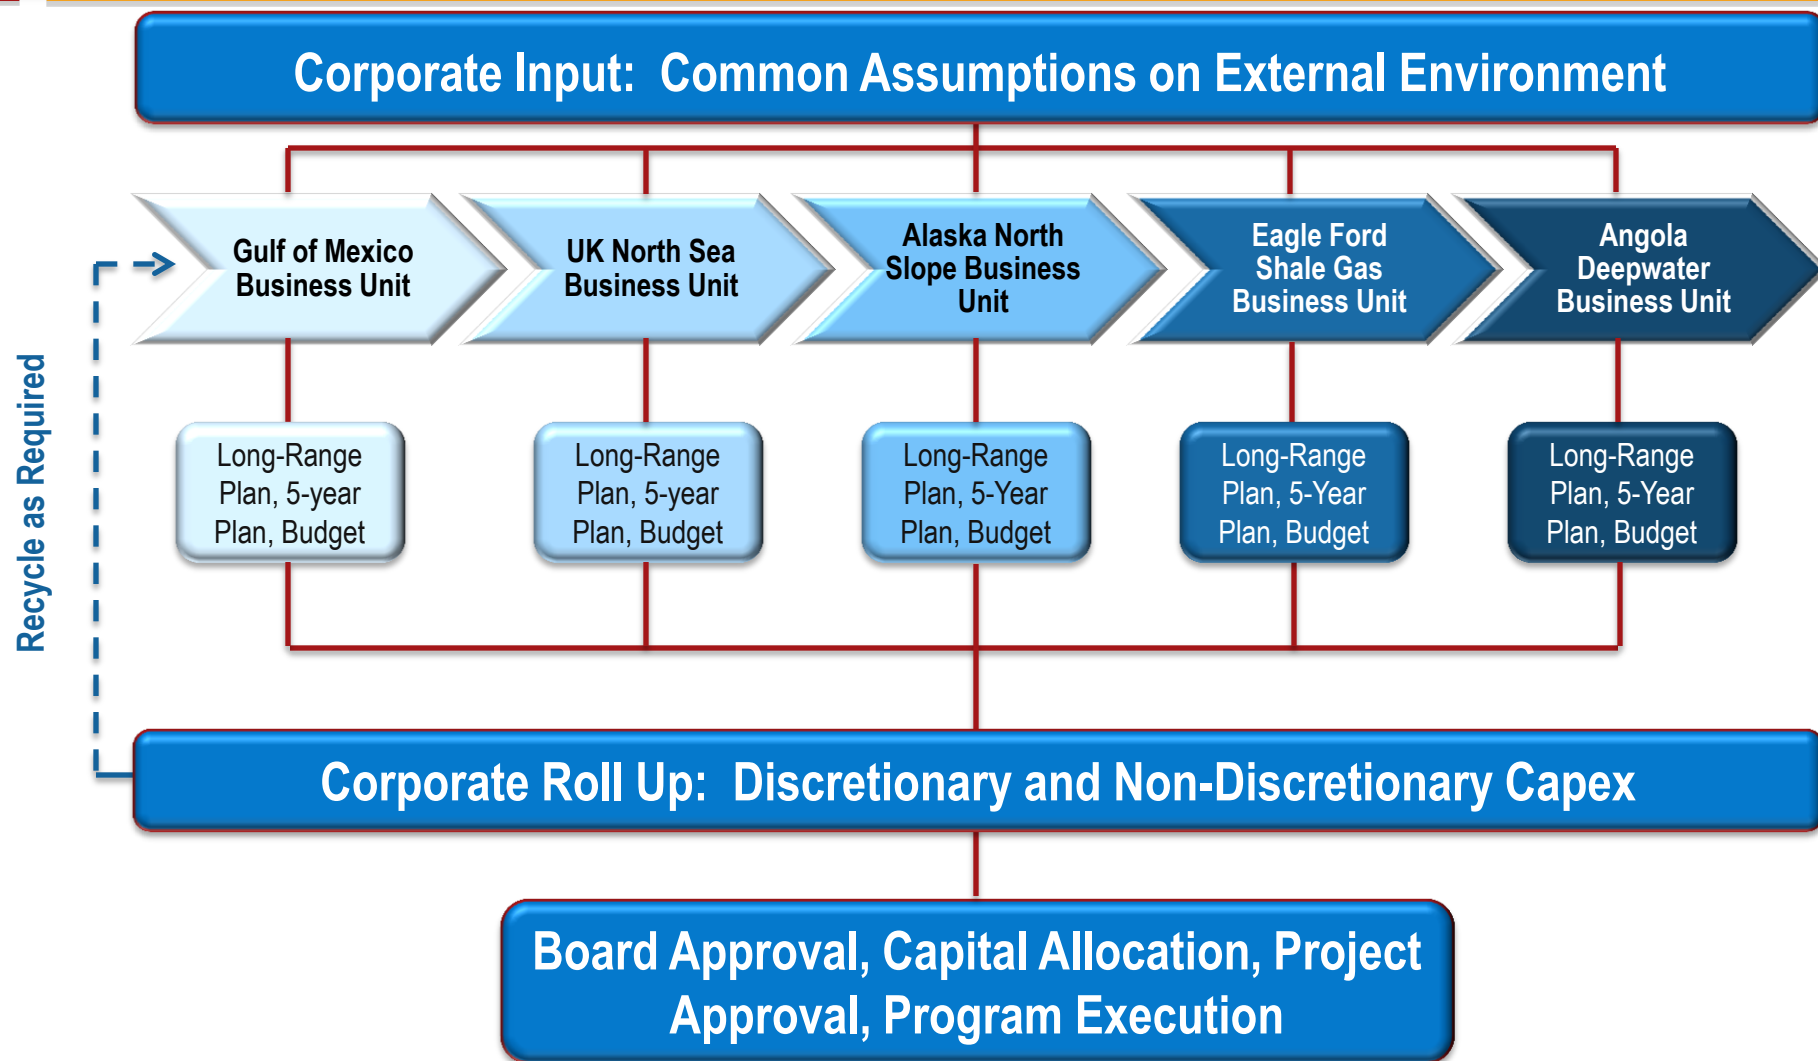 Corporate Input: Common Assumptions on External Environment
Gulf of Mexico
Business Unit
UK North Sea
Business Unit
Alaska North
Slope Business
Unit
Eagle Ford
Shale Gas
Business Unit
Angola
Deepwater
Business Unit
Recycle as Required
Long-Range
Plan, 5-year
Plan, Budget
Long-Range
Plan, 5-year
Plan, Budget
Long-Range
Plan, 5-Year
Plan, Budget
Long-Range
Plan, 5-Year
Plan, Budget
Long-Range
Plan, 5-Year
Plan, Budget
Corporate Roll Up: Discretionary and Non-Discretionary Capex
Board Approval, Capital Allocation, Project
Approval, Program Execution